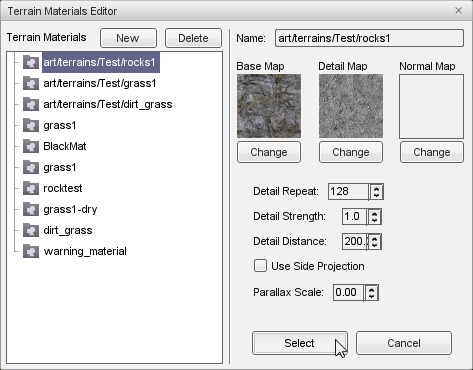 Terrain Materials Editor
Terrain Materials
New
Delete
art/terrains/Test/rocks1
art/terrains/Test/grass1
art/terrains/Test/dirt_grass
grass1
BlackMat
grass1
rocktest
grass1-dry
dirt_grass
warning_material
Name: art/terrains/Test/rocks1
Base Map Detail Map Normal Map
Change Change Change
Detail Repeat: 128
Detail Strength: 1.0
Detail Distance: 200.
Use Side Projection
Parallax Scale: 0.00
Select Cancel